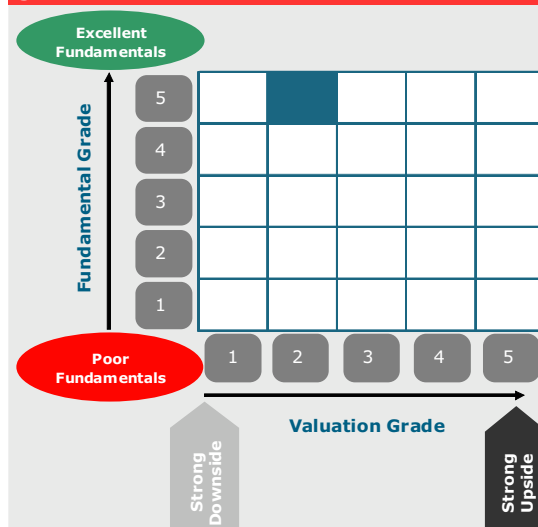 Excellent
Fundamentals
Fundamental Grade
5
4
3
2
1
Poor
Fundamentals
1 2 3 4 5
Valuation Grade
Strong
Downside
Strong
Upside